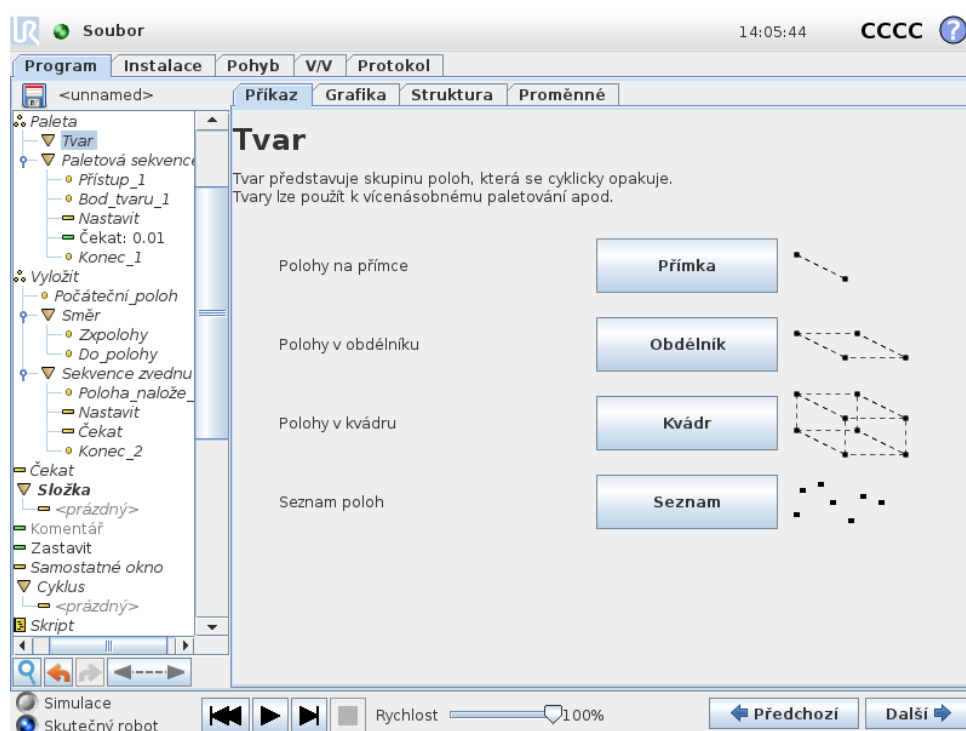 UR Soubor 14:05:44 CCCC ?
Program Instalace Pohyb V/V Protokol
<unnamed>
Příkaz Grafika Struktura Proměnné
Paleta
Tvar
Paletová sekvence
Přístup_1
Bod_tvaru_1
Nastavit
Čekat: 0.01
Konec_1
Vyložit
Počáteční_poloh
Směr
Zxpolohy
Do_polohy
Sekvence zvednu
Poloha_nalože_
Nastavit
Čekat
Konec_2
Čekat
Složka
<prázdný>
Komentář
Zastavit
Samostatné okno
Cyklus
<prázdný>
Skript
Tvar
Tvar představuje skupinu poloh, která se cyklicky opakuje.
Tvary lze použít k vícenásobnému paletování apod.
Polohy na přímce Přímka
Polohy v obdélníku Obdélník
Polohy v kvádru Kvádr
Seznam poloh Seznam
Simulace
Skutečný robot
Rychlost 100%
Předchozí Další